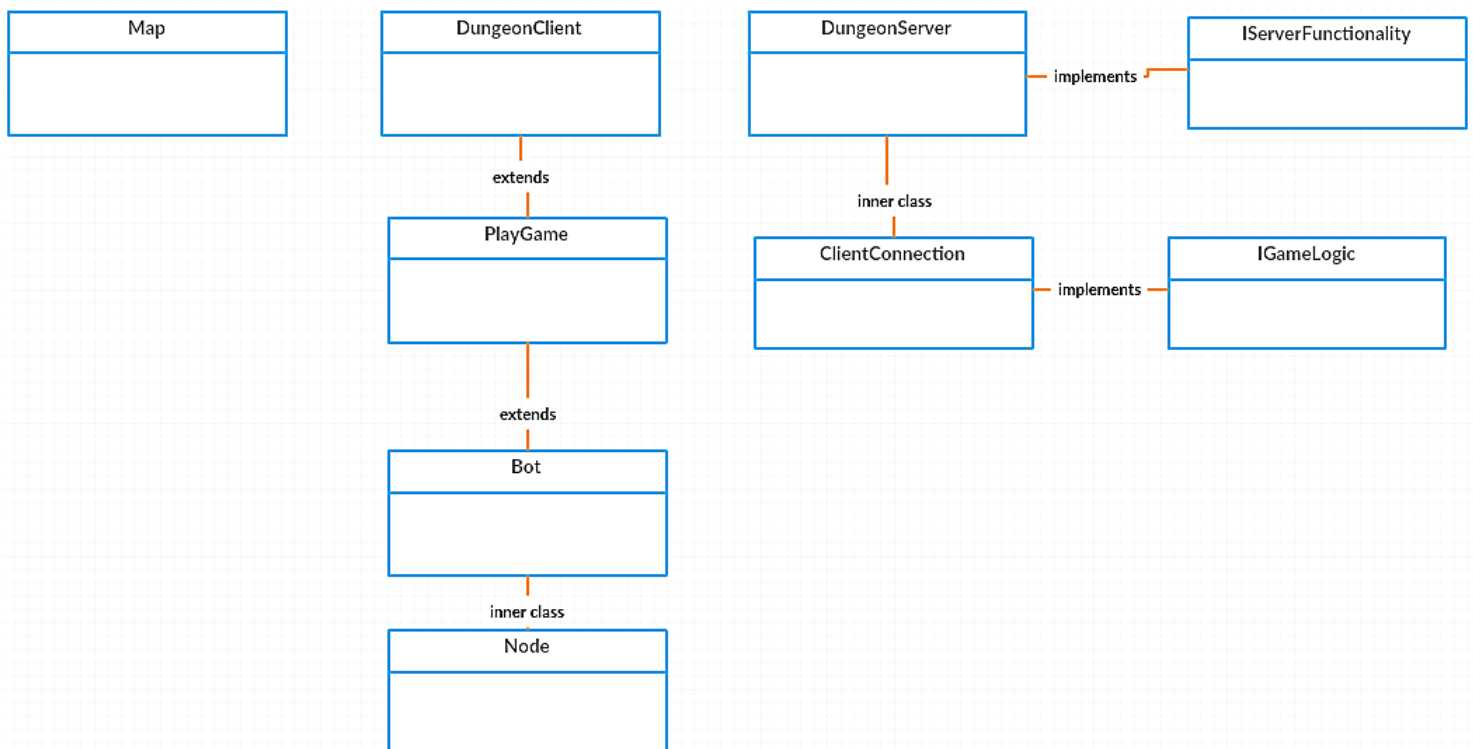 Map
DungeonClient
DungeonServer
IServerFunctionality
implements
extends
inner class
PlayGame
ClientConnection
IGameLogic
implements
extends
Bot
inner class
Node